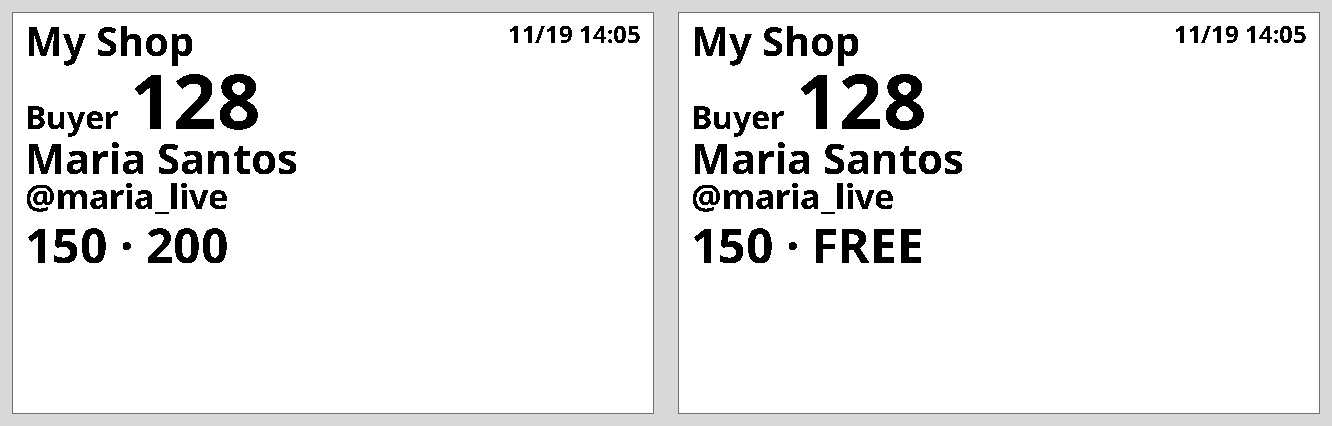 My Shop 11/19 14:05
Buyer 128
Maria Santos
@maria_live
150 · 200
My Shop 11/19 14:05
Buyer 128
Maria Santos
@maria_live
150 · FREE